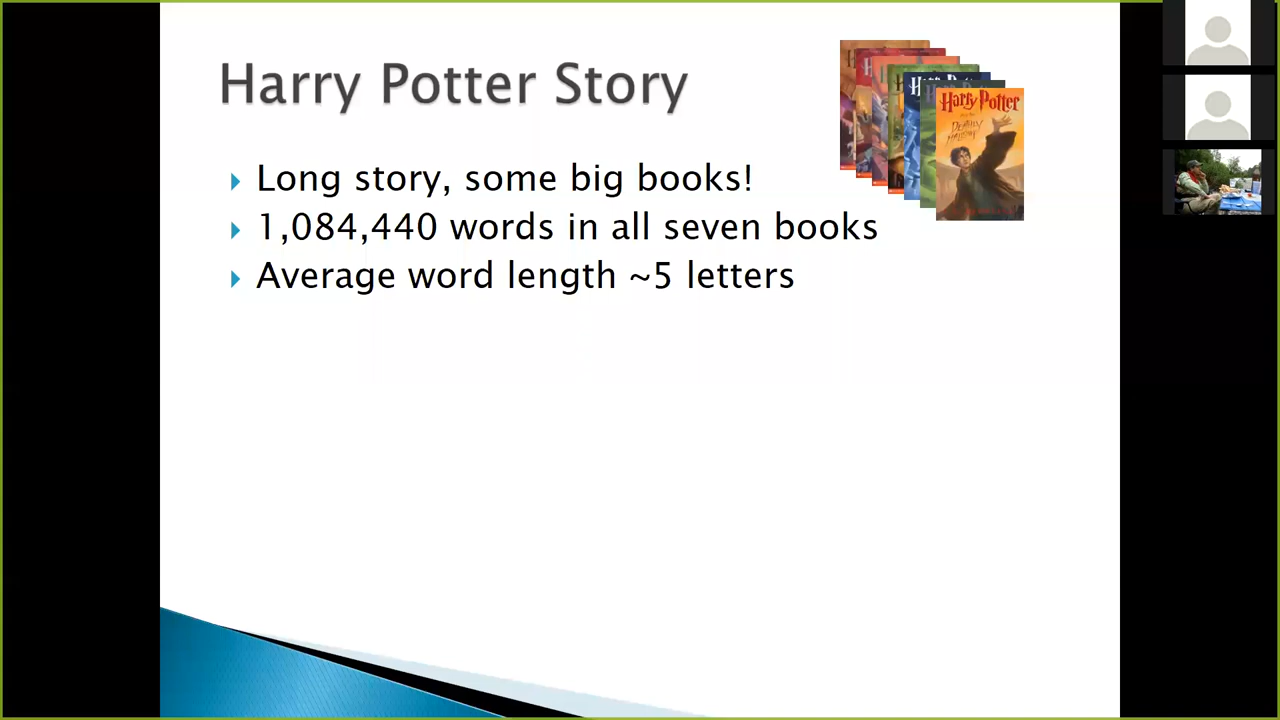 Harry Potter Story
Long story, some big books!
1,084,440 words in all seven books
Average word length ~5 letters
Harry Potter
DEATHLY